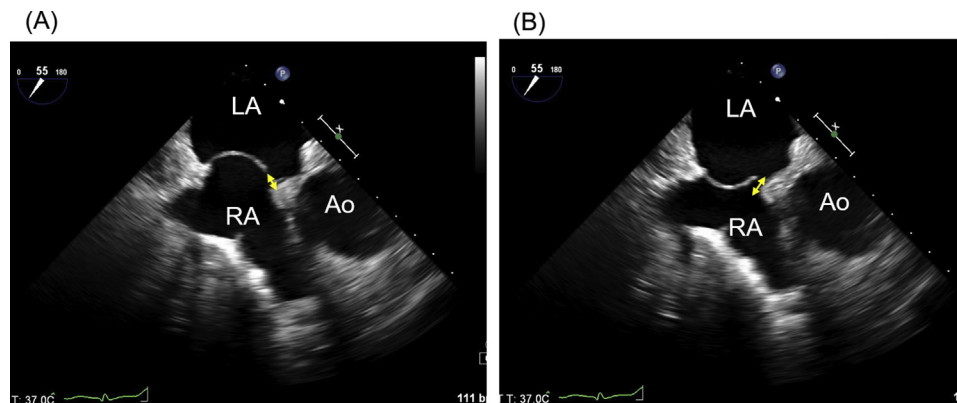 (A)
(B)
0 55 180
P
LA
RA
Ao
X
T: 37.0C
111 b
0 55 180
P
LA
RA
Ao
X
T T: 37.0C